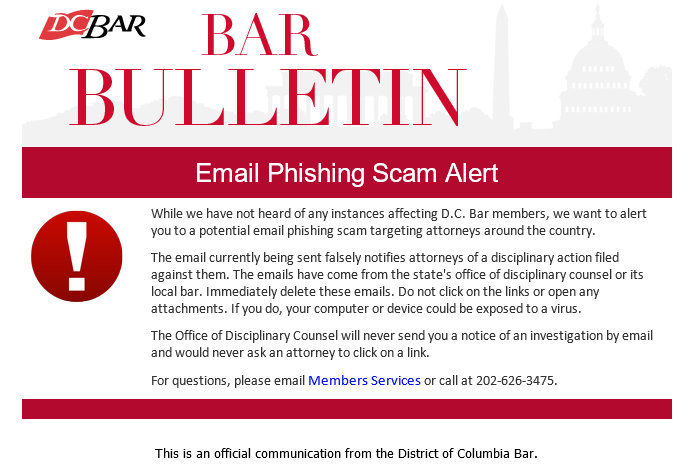 DC BAR
BAR
BULLETIN
Email Phishing Scam Alert
While we have not heard of any instances affecting D.C. Bar members, we want to alert
you to a potential email phishing scam targeting attorneys around the country.
The email currently being sent falsely notifies attorneys of a disciplinary action filed
against them. The emails have come from the state's office of disciplinary counsel or its
local bar. Immediately delete these emails. Do not click on the links or open any
attachments. If you do, your computer or device could be exposed to a virus.
The Office of Disciplinary Counsel will never send you a notice of an investigation by email
and would never ask an attorney to click on a link.
For questions, please email Members Services or call at 202-626-3475.
This is an official communication from the District of Columbia Bar.